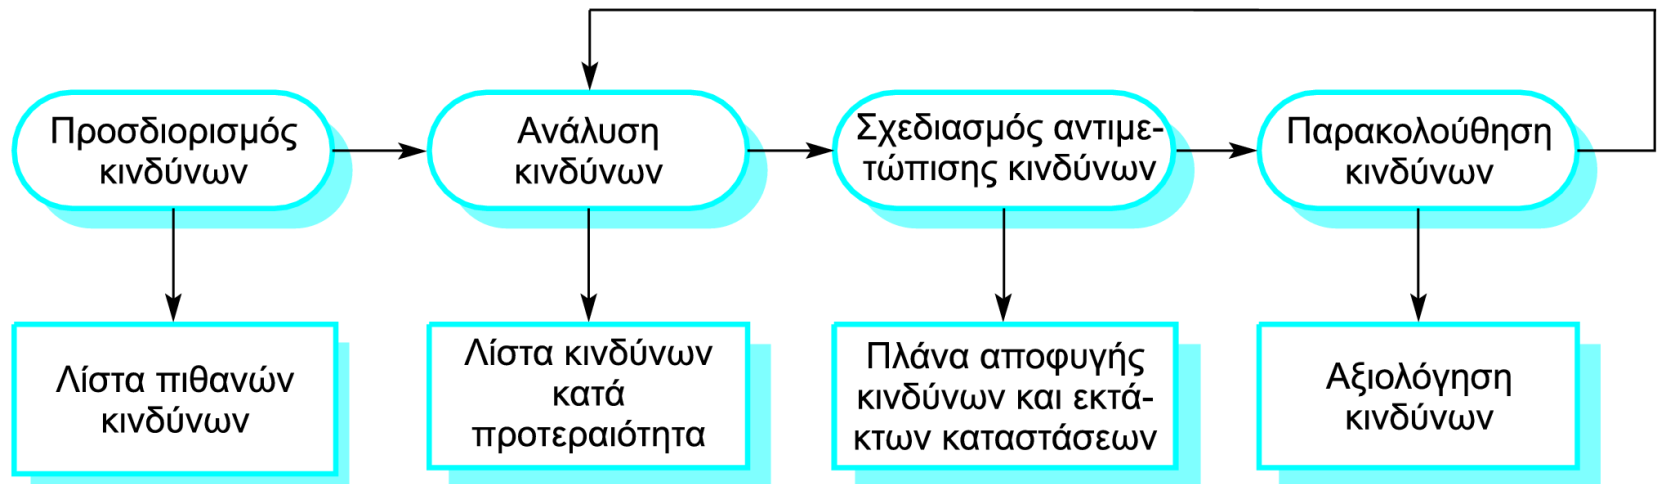 Προσδιορισμός
κινδύνων
Ανάλυση
κινδύνων
Σχεδιασμός αντιμε-
τώπισης κινδύνων
Παρακολούθηση
κινδύνων
Λίστα πιθανών
κινδύνων
Λίστα κινδύνων
κατά
προτεραιότητα
Πλάνα αποφυγής
κινδύνων και εκτά-
κτων καταστάσεων
Αξιολόγηση
κινδύνων